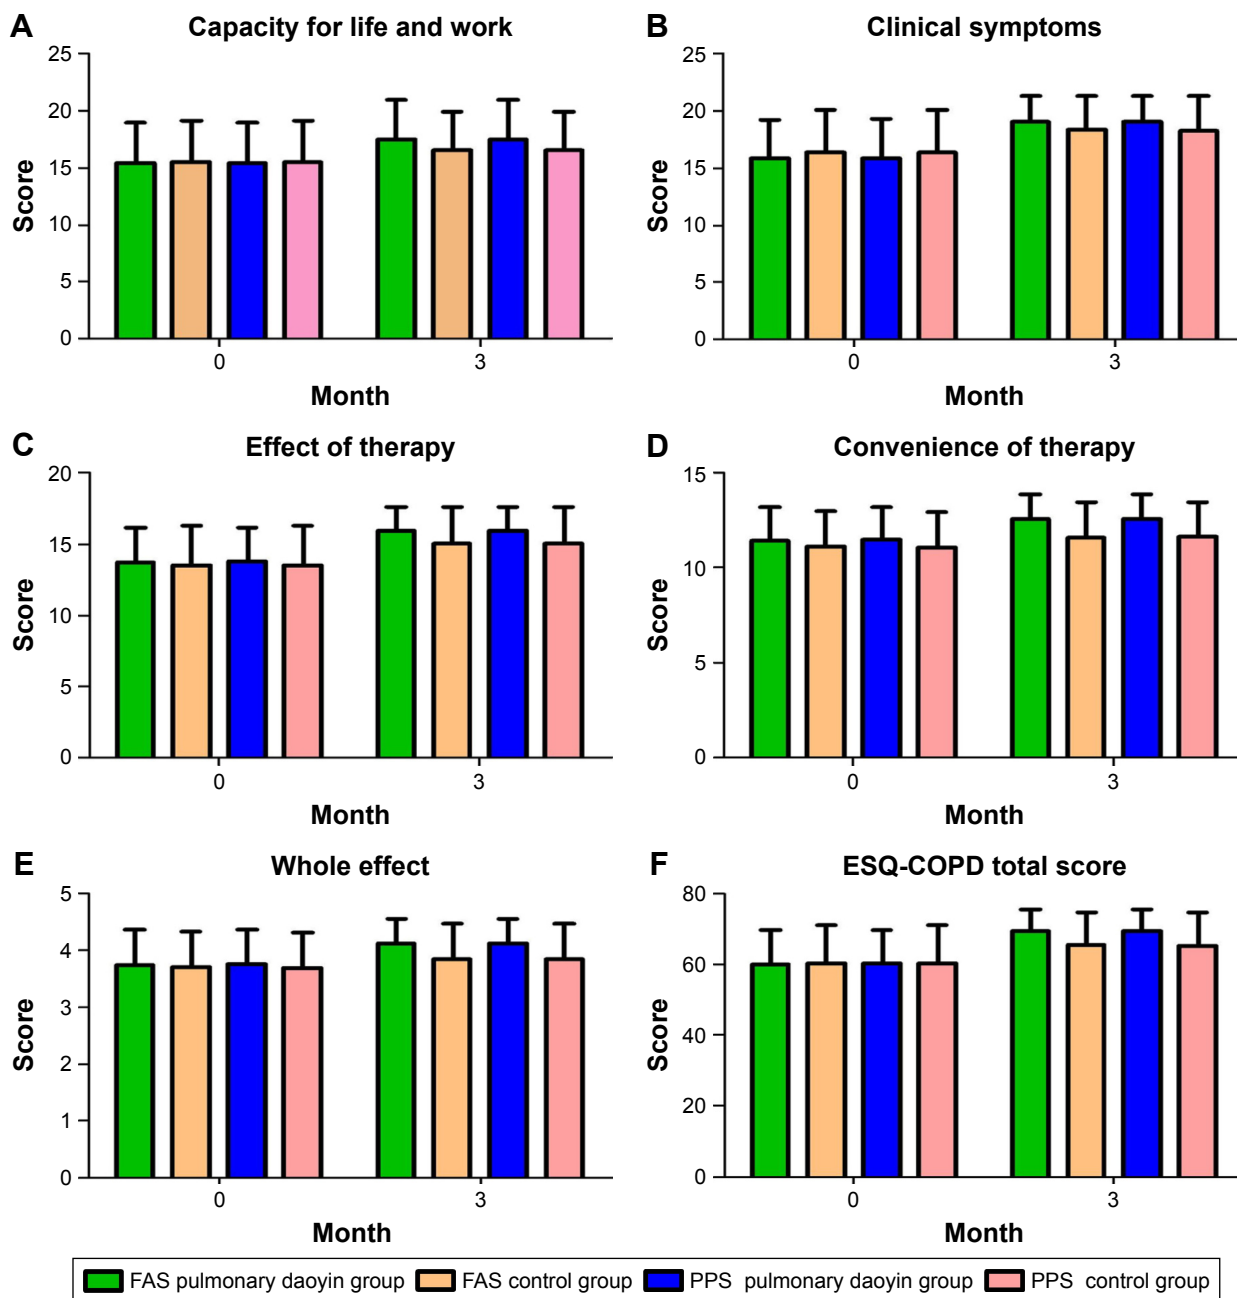 A
Capacity for life and work
25
20
15
10
5
0
Score
0
3
Month
B
Clinical symptoms
25
20
15
10
5
0
Score
0
3
Month
C
Effect of therapy
20
15
10
5
0
Score
0
3
Month
D
Convenience of therapy
15
10
5
0
Score
0
3
Month
E
Whole effect
5
4
3
2
1
0
Score
0
3
Month
F
ESQ-COPD total score
80
60
40
20
0
Score
0
3
Month
FAS pulmonary daoyin group
FAS control group
PPS pulmonary daoyin group
PPS control group